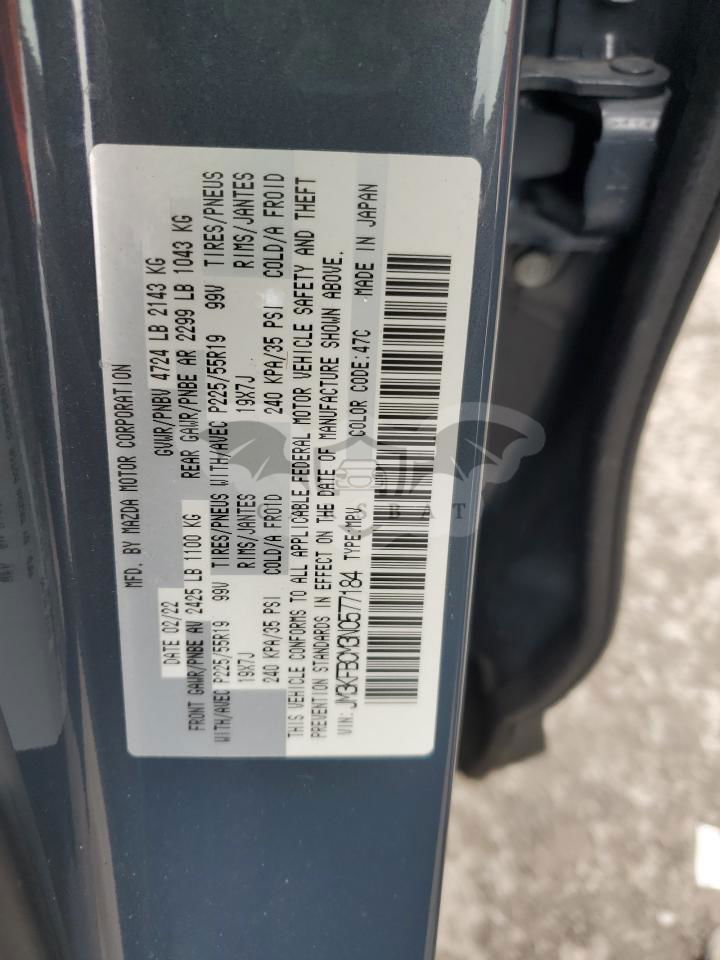 MFD. BY MAZDA MOTOR CORPORATION
DATE 02/22 GVWR/PNBV 4724 LB 2143 KG
FRONT GAWR/PNBE AV 2425 LB 1100 KG REAR GAWR/PNBE AR 2299 LB 1043 KG
WITH/AVEC P225/55R19 99V TIRES/PNEUS WITH/AVEC P225/55R19 99V TIRES/PNEUS
19X7J RIMS/JANTES 19X7J RIMS/JANTES
240 KPA/35 PSI COLD/A FROID 240 KPA/35 PSI COLD/A FROID
THIS VEHICLE CONFORMS TO ALL APPLICABLE FEDERAL MOTOR VEHICLE SAFETY AND THEFT
PREVENTION STANDARDS IN EFFECT ON THE DATE OF MANUFACTURE SHOWN ABOVE.
VIN: JM3KFBCM3N0577184 TYPE:MPV COLOR CODE:47C MADE IN JAPAN